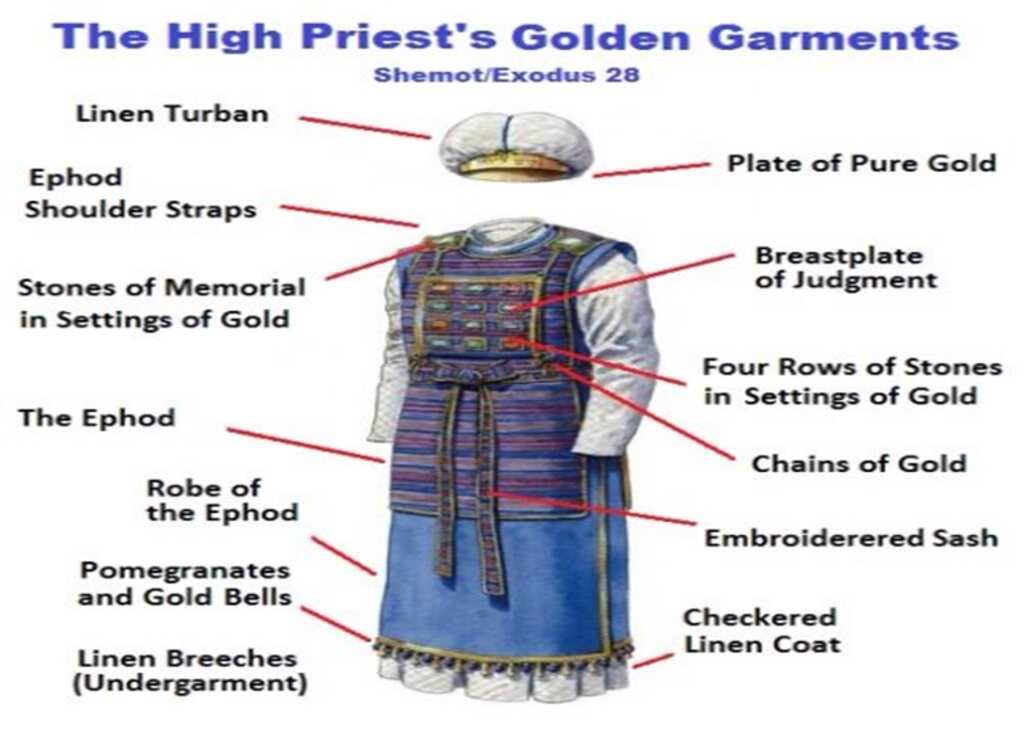 The High Priest's Golden Garments
Shemot/Exodus 28
Linen Turban
Plate of Pure Gold
Ephod
Shoulder Straps
Breastplate
of Judgment
Stones of Memorial
in Settings of Gold
Four Rows of Stones
in Settings of Gold
The Ephod
Chains of Gold
Robe of
the Ephod
Embroiderered Sash
Pomegranates
and Gold Bells
Checkered
Linen Coat
Linen Breeches
(Undergarment)